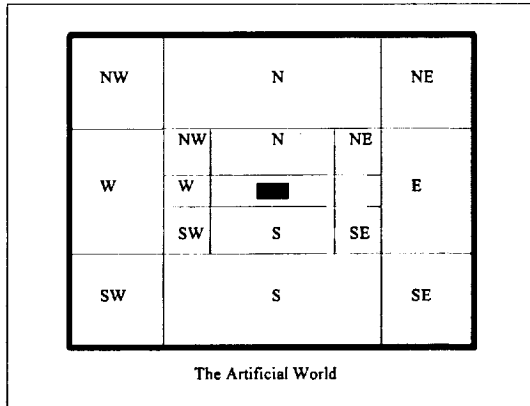 NW N NE
NW N NE
W W E
SW S SE
SW S SE
The Artificial World